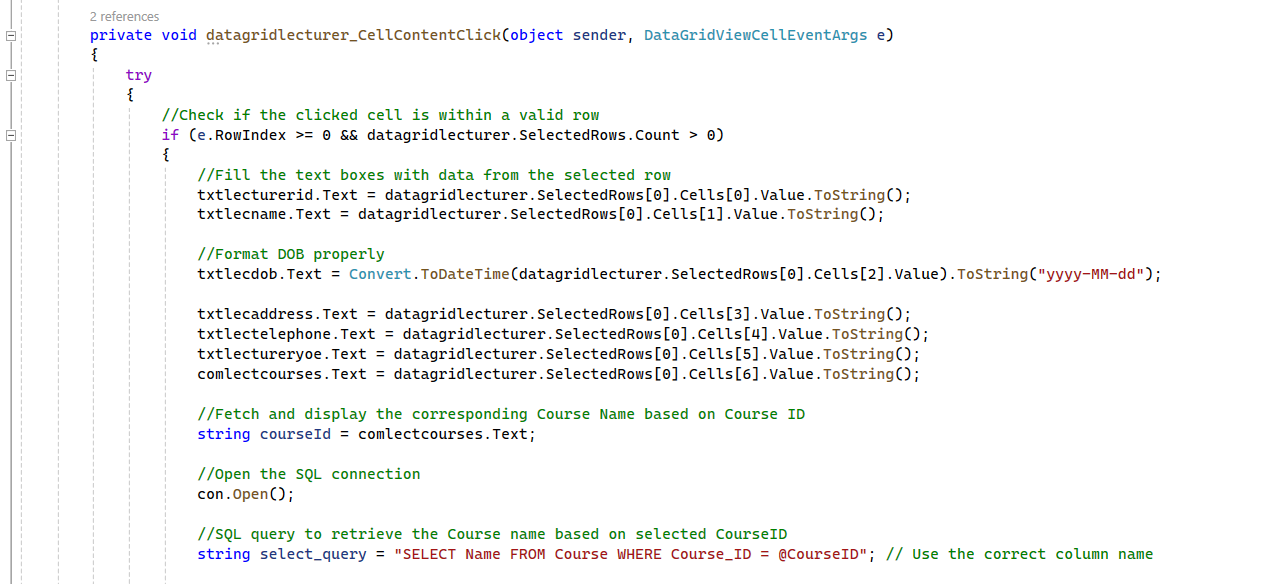 2 references
private void datagridlecturer_CellContentClick(object sender, DataGridViewCellEventArgs e)
{
try
{
//Check if the clicked cell is within a valid row
if (e.RowIndex >= 0 && datagridlecturer.SelectedRows.Count > 0)
{
//Fill the text boxes with data from the selected row
txtlecturerid.Text = datagridlecturer.SelectedRows[0].Cells[0].Value.ToString();
txtlecname.Text = datagridlecturer.SelectedRows[0].Cells[1].Value.ToString();
//Format DOB properly
txtlecdob.Text = Convert.ToDateTime(datagridlecturer.SelectedRows[0].Cells[2].Value).ToString("yyyy-MM-dd");
txtlecaddress.Text = datagridlecturer.SelectedRows[0].Cells[3].Value.ToString();
txtlectelephone.Text = datagridlecturer.SelectedRows[0].Cells[4].Value.ToString();
txtlectureryoe.Text = datagridlecturer.SelectedRows[0].Cells[5].Value.ToString();
comlectcourses.Text = datagridlecturer.SelectedRows[0].Cells[6].Value.ToString();
//Fetch and display the corresponding Course Name based on Course ID
string courseId = comlectcourses.Text;
//Open the SQL connection
con.Open();
//SQL query to retrieve the Course name based on selected CourseID
string select_query = "SELECT Name FROM Course WHERE Course_ID = @CourseID"; // Use the correct column name